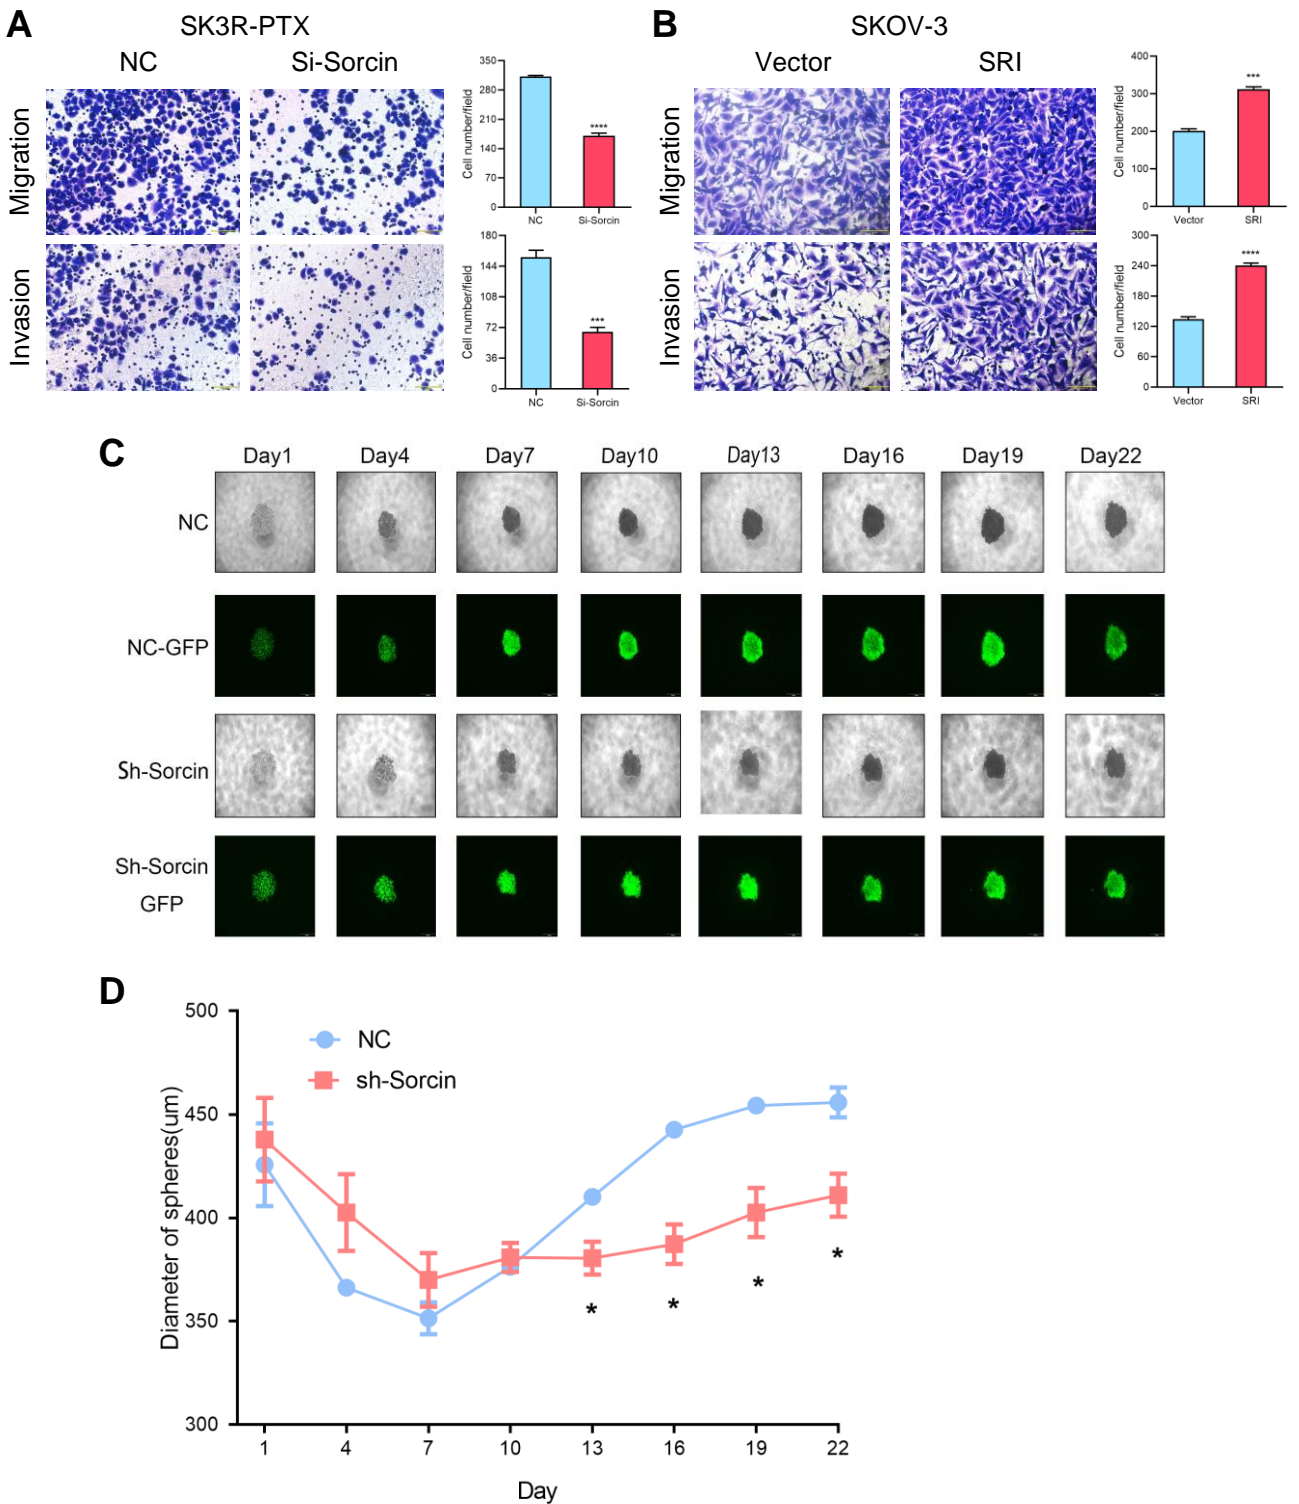 A
SK3R-PTX
NC
Si-Sorcin
Migration
Invasion
Cell number/field
350
280
210
140
70
0
****
NC
Si-Sorcin
Cell number/field
180
144
108
72
36
0
***
NC
Si-Sorcin
B
SKOV-3
Vector
SRI
Migration
Invasion
Cell number/field
400
300
200
100
0
***
Vector
SRI
Cell number/field
300
240
180
120
60
0
****
Vector
SRI
C
Day1
Day4
Day7
Day10
Day13
Day16
Day19
Day22
NC
NC-GFP
Sh-Sorcin
Sh-Sorcin
GFP
D
NC
sh-Sorcin
Diameter of spheres(um)
500
450
400
350
300
*
*
*
*
1
4
7
10
13
16
19
22
Day